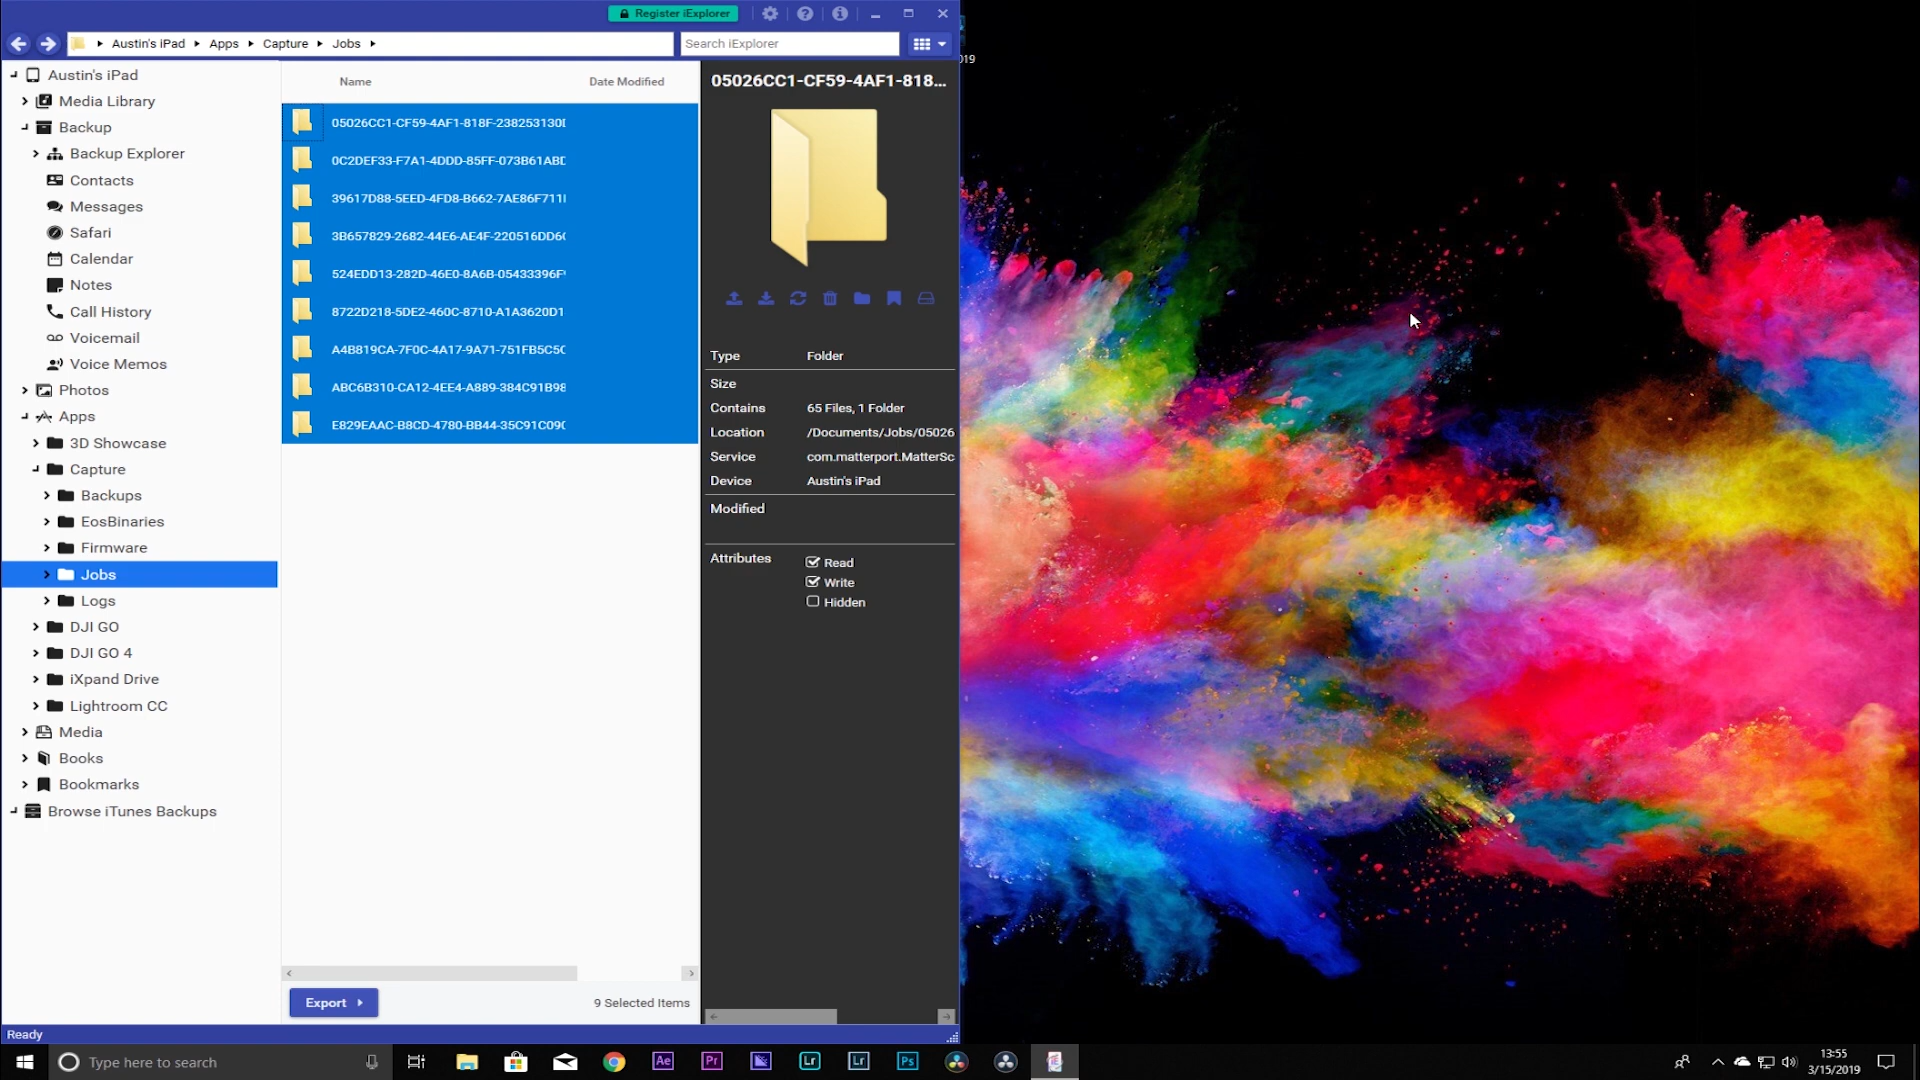 Register iExplorer
Austin's iPad
Apps
Capture
Jobs
Search iExplorer
Austin's iPad
Media Library
Backup
Backup Explorer
Contacts
Messages
Safari
Calendar
Notes
Call History
Voicemail
Voice Memos
Photos
Apps
3D Showcase
Capture
Backups
EosBinaries
Firmware
Jobs
Logs
DJI GO
DJI GO 4
iXpand Drive
Lightroom CC
Media
Books
Bookmarks
Browse iTunes Backups
Name Date Modified
05026CC1-CF59-4AF1-818F-238253130
0C2DEF33-F7A1-4DDD-85FF-073B61ABD
39617D88-5EED-4FD8-B662-7AE86F711
3B657829-2682-44E6-AE4F-220516DD6
524EDD13-282D-46E0-8A6B-05433396F
8722D218-5DE2-460C-8710-A1A3620D1
A4B819CA-7F0C-4A17-9A71-751FB5C5
ABC6B310-CA12-4EE4-A889-384C91B98
E829EAAC-B8CD-4780-BB44-35C91C09
Export
9 Selected Items
05026CC1-CF59-4AF1-818...
Type Folder
Size
Contains 65 Files, 1 Folder
Location /Documents/Jobs/05026
Service com.matterport.MatterSc
Device Austin's iPad
Modified
Attributes Read
Write
Hidden
Ready
019
Type here to search
Ae
Pr
Lr
Lr
Ps
13:55
3/15/2019